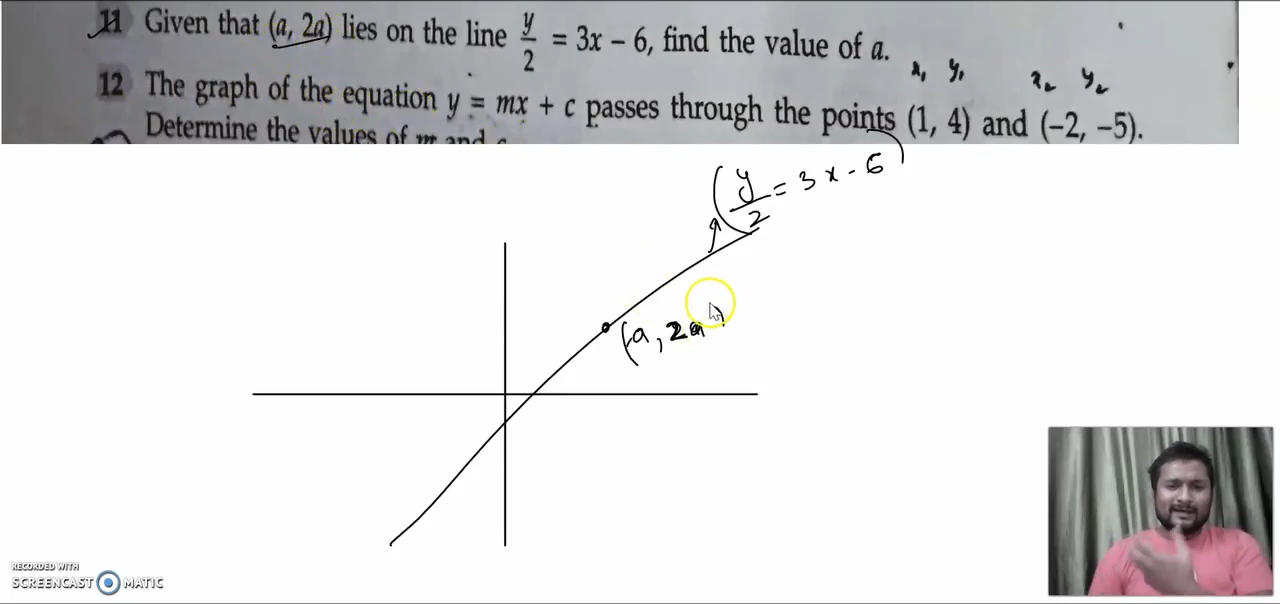 11 Given that (a, 2a) lies on the line y/2 = 3x – 6, find the value of a.
x₁ y₁ x₂ y₂
12 The graph of the equation y = mx + c passes through the points (1, 4) and (–2, –5).
Determine the values of m and c.
(y/2 = 3x - 6)
(a, 2a)
RECORDED WITH
SCREENCAST MATIC